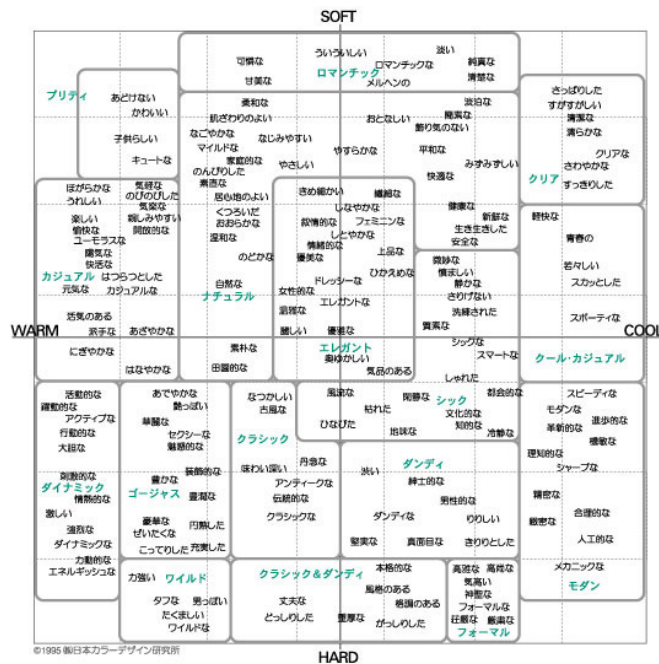 SOFT
可憐な
ういういしい
淡い
ロマンチックな
純真な
ロマンチック
甘美な
メルヘンの
清楚な
プリティ
あどけない
かわいい
子供らしい
キュートな
柔和な
肌ざわりのよい
なごやかな
マイルドな
なじみやすい
家庭的な
のんびりした
やさしい
素直な
おとなしい
やすらかな
淡泊な
簡素な
飾り気のない
平和な
みずみずしい
快適な
さっぱりした
すがすがしい
清潔な
清らかな
クリアな
さわやかな
クリア
すっきりした
ほがらかな
うれしい
気軽な
のびのびした
気楽な
楽しい
親しみやすい
愉快な
開放的な
ユーモラスな
陽気な
快活な
カジュアル
はつらつとした
元気な
カジュアルな
活気のある
派手な
あざやかな
居心地のよい
くつろいだ
おおらかな
温和な
のどかな
自然な
ナチュラル
きめ細かい
繊細な
しなやかな
叙情的な
フェミニンな
しとやかな
情緒的な
優美な
上品な
ひかえめな
ドレッシーな
女性的な
エレガントな
温雅な
麗しい
優雅な
健康な
新鮮な
生き生きした
安全な
微妙な
慎ましい
静かな
さりげない
洗練された
質素な
軽快な
青春の
若々しい
スカッとした
スポーティな
WARM
COOL
にぎやかな
はなやかな
素朴な
田園的な
エレガント
奥ゆかしい
気品のある
シックな
スマートな
しゃれた
クール・カジュアル
活動的な
躍動的な
アクティブな
行動的な
大胆な
刺激的な
ダイナミック
情熱的な
激しい
強烈な
ダイナミックな
力動的な
エネルギッシュな
あでやかな
艶っぽい
華麗な
セクシーな
魅惑的な
装飾的な
豊かな
ゴージャス
豊潤な
豪華な
円熟した
ぜいたくな
こってりした
充実した
なつかしい
古風な
クラシック
味わい深い
丹念な
アンティークな
伝統的な
クラシックな
風流な
閑静な
都会的な
枯れた
シック
文化的な
ひなびた
知的な
地味な
冷静な
ダンディ
渋い
紳士的な
男性的な
ダンディな
りりしい
堅実な
真面目な
きりりとした
スピーディな
モダンな
進歩的な
革新的な
機敏な
理知的な
シャープな
精密な
緻密な
合理的な
人工的な
メカニックな
モダン
力強い
ワイルド
タフな
男っぽい
たくましい
ワイルドな
クラシック&ダンディ
本格的な
風格のある
丈夫な
格調のある
どっしりした
重厚な
がっしりした
高雅な
高尚な
気高い
神聖な
フォーマルな
荘厳な
厳粛な
フォーマル
©1995 ㈱日本カラーデザイン研究所
HARD